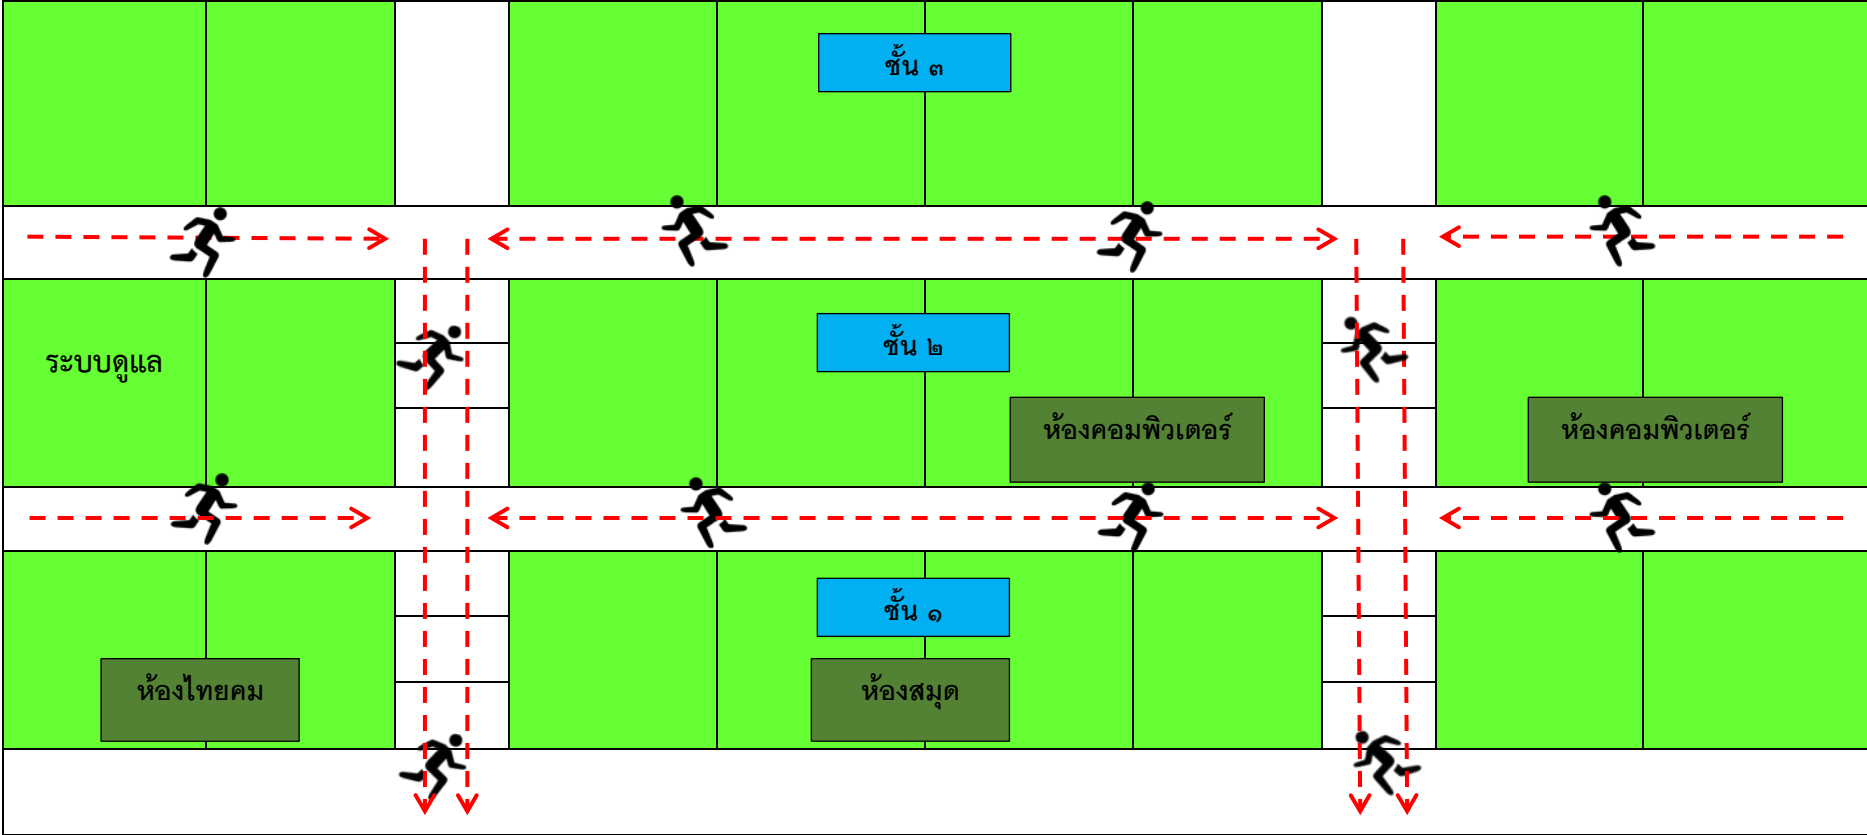 ชั้น ๓
ระบบดูแล
ชั้น ๒
ห้องคอมพิวเตอร์
ห้องคอมพิวเตอร์
ชั้น ๑
ห้องไทยคม
ห้องสมุด